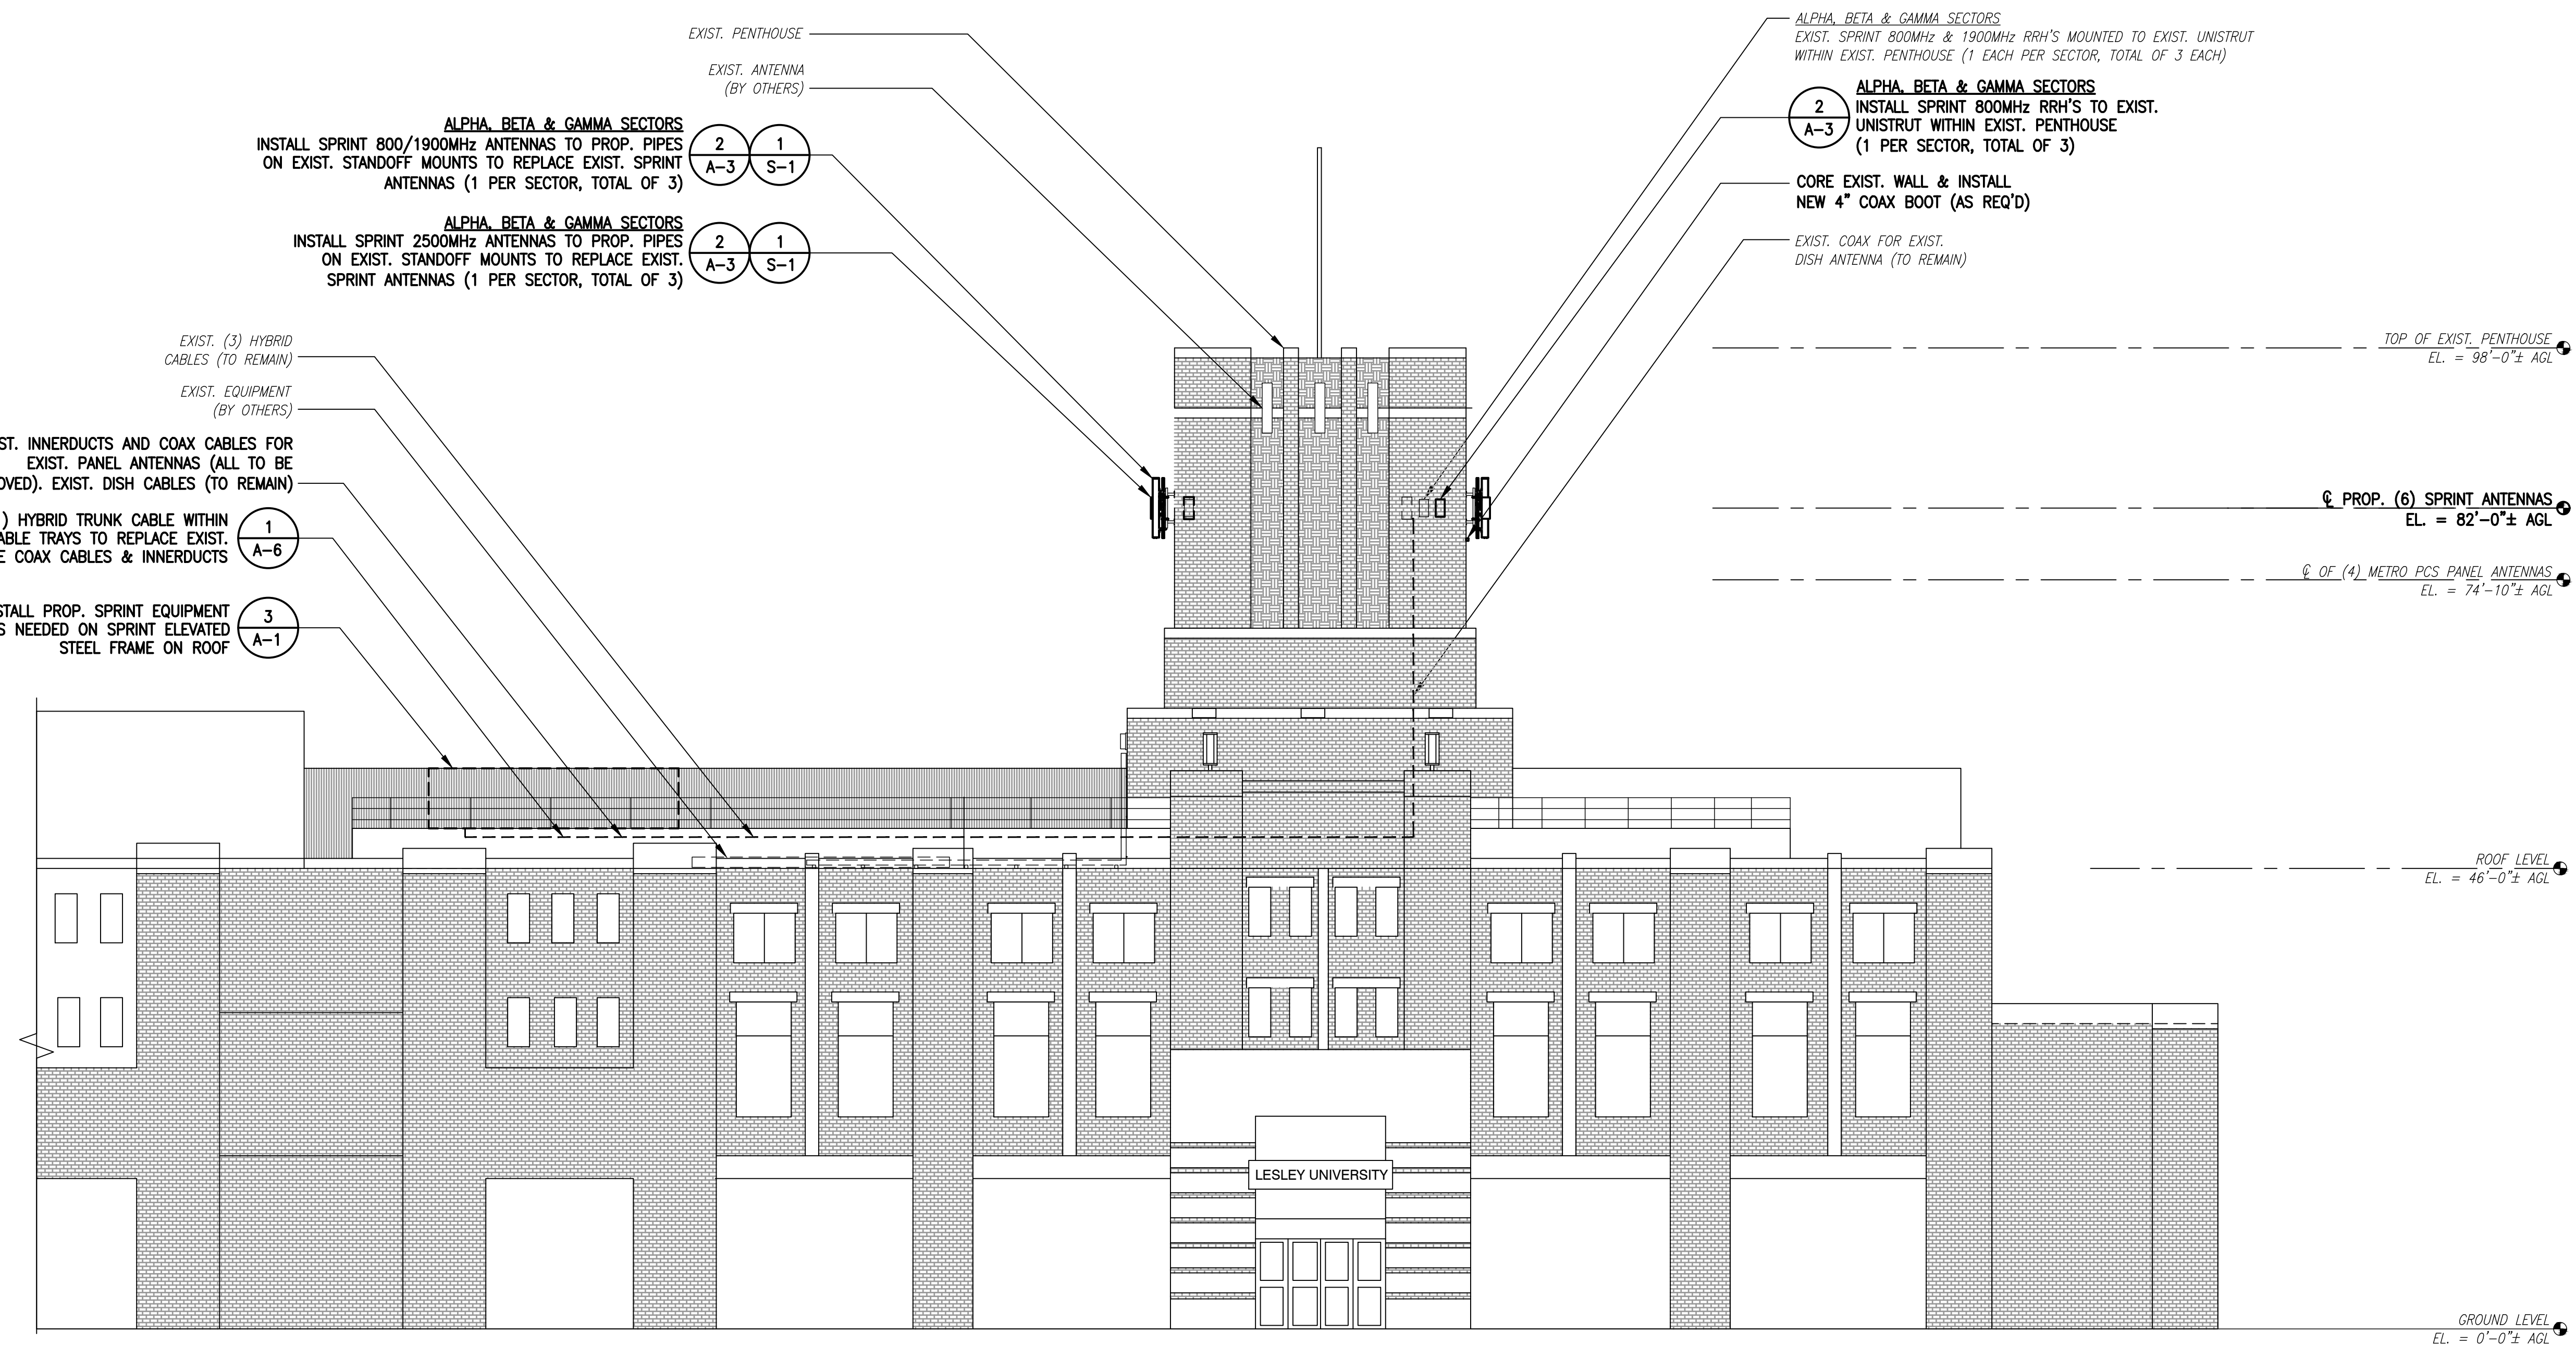 EXIST. PENTHOUSE
EXIST. ANTENNA
(BY OTHERS)
ALPHA, BETA & GAMMA SECTORS
INSTALL SPRINT 800/1900MHz ANTENNAS TO PROP. PIPES
ON EXIST. STANDOFF MOUNTS TO REPLACE EXIST. SPRINT
ANTENNAS (1 PER SECTOR, TOTAL OF 3)
2
A-3
1
S-1
ALPHA, BETA & GAMMA SECTORS
INSTALL SPRINT 2500MHz ANTENNAS TO PROP. PIPES
ON EXIST. STANDOFF MOUNTS TO REPLACE EXIST.
SPRINT ANTENNAS (1 PER SECTOR, TOTAL OF 3)
2
A-3
1
S-1
EXIST. (3) HYBRID
CABLES (TO REMAIN)
EXIST. EQUIPMENT
(BY OTHERS)
INNERDUCTS AND COAX CABLES FOR
EXIST. PANEL ANTENNAS (ALL TO BE
EXIST. DISH CABLES (TO REMAIN)
HYBRID TRUNK CABLE WITHIN
TRAYS TO REPLACE EXIST.
COAX CABLES & INNERDUCTS
1
A-6
PROP. SPRINT EQUIPMENT
NEEDED ON SPRINT ELEVATED
STEEL FRAME ON ROOF
3
A-1
ALPHA, BETA & GAMMA SECTORS
EXIST. SPRINT 800MHz & 1900MHz RRH'S MOUNTED TO EXIST. UNISTRUT
WITHIN EXIST. PENTHOUSE (1 EACH PER SECTOR, TOTAL OF 3 EACH)
2
A-3
ALPHA, BETA & GAMMA SECTORS
INSTALL SPRINT 800MHz RRH'S TO EXIST.
UNISTRUT WITHIN EXIST. PENTHOUSE
(1 PER SECTOR, TOTAL OF 3)
CORE EXIST. WALL & INSTALL
NEW 4" COAX BOOT (AS REQ'D)
EXIST. COAX FOR EXIST.
DISH ANTENNA (TO REMAIN)
TOP OF EXIST. PENTHOUSE
EL. = 98'-0"± AGL
℄ PROP. (6) SPRINT ANTENNAS
EL. = 82'-0"± AGL
℄ OF (4) METRO PCS PANEL ANTENNAS
EL. = 74'-10"± AGL
ROOF LEVEL
EL. = 46'-0"± AGL
LESLEY UNIVERSITY
GROUND LEVEL
EL. = 0'-0"± AGL